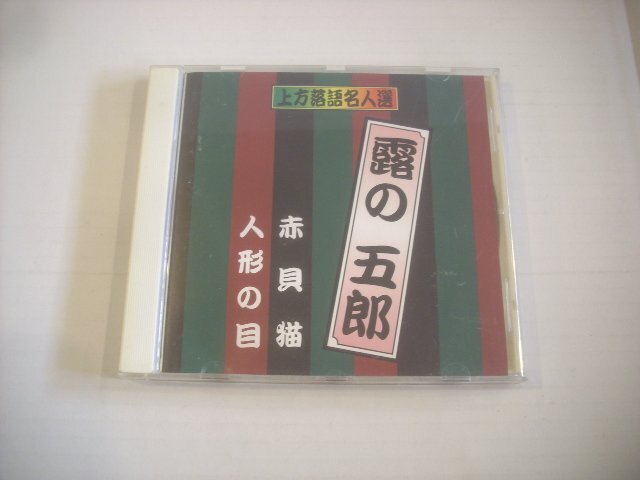 上方落語名人選
露の五郎
赤貝猫
人形の目